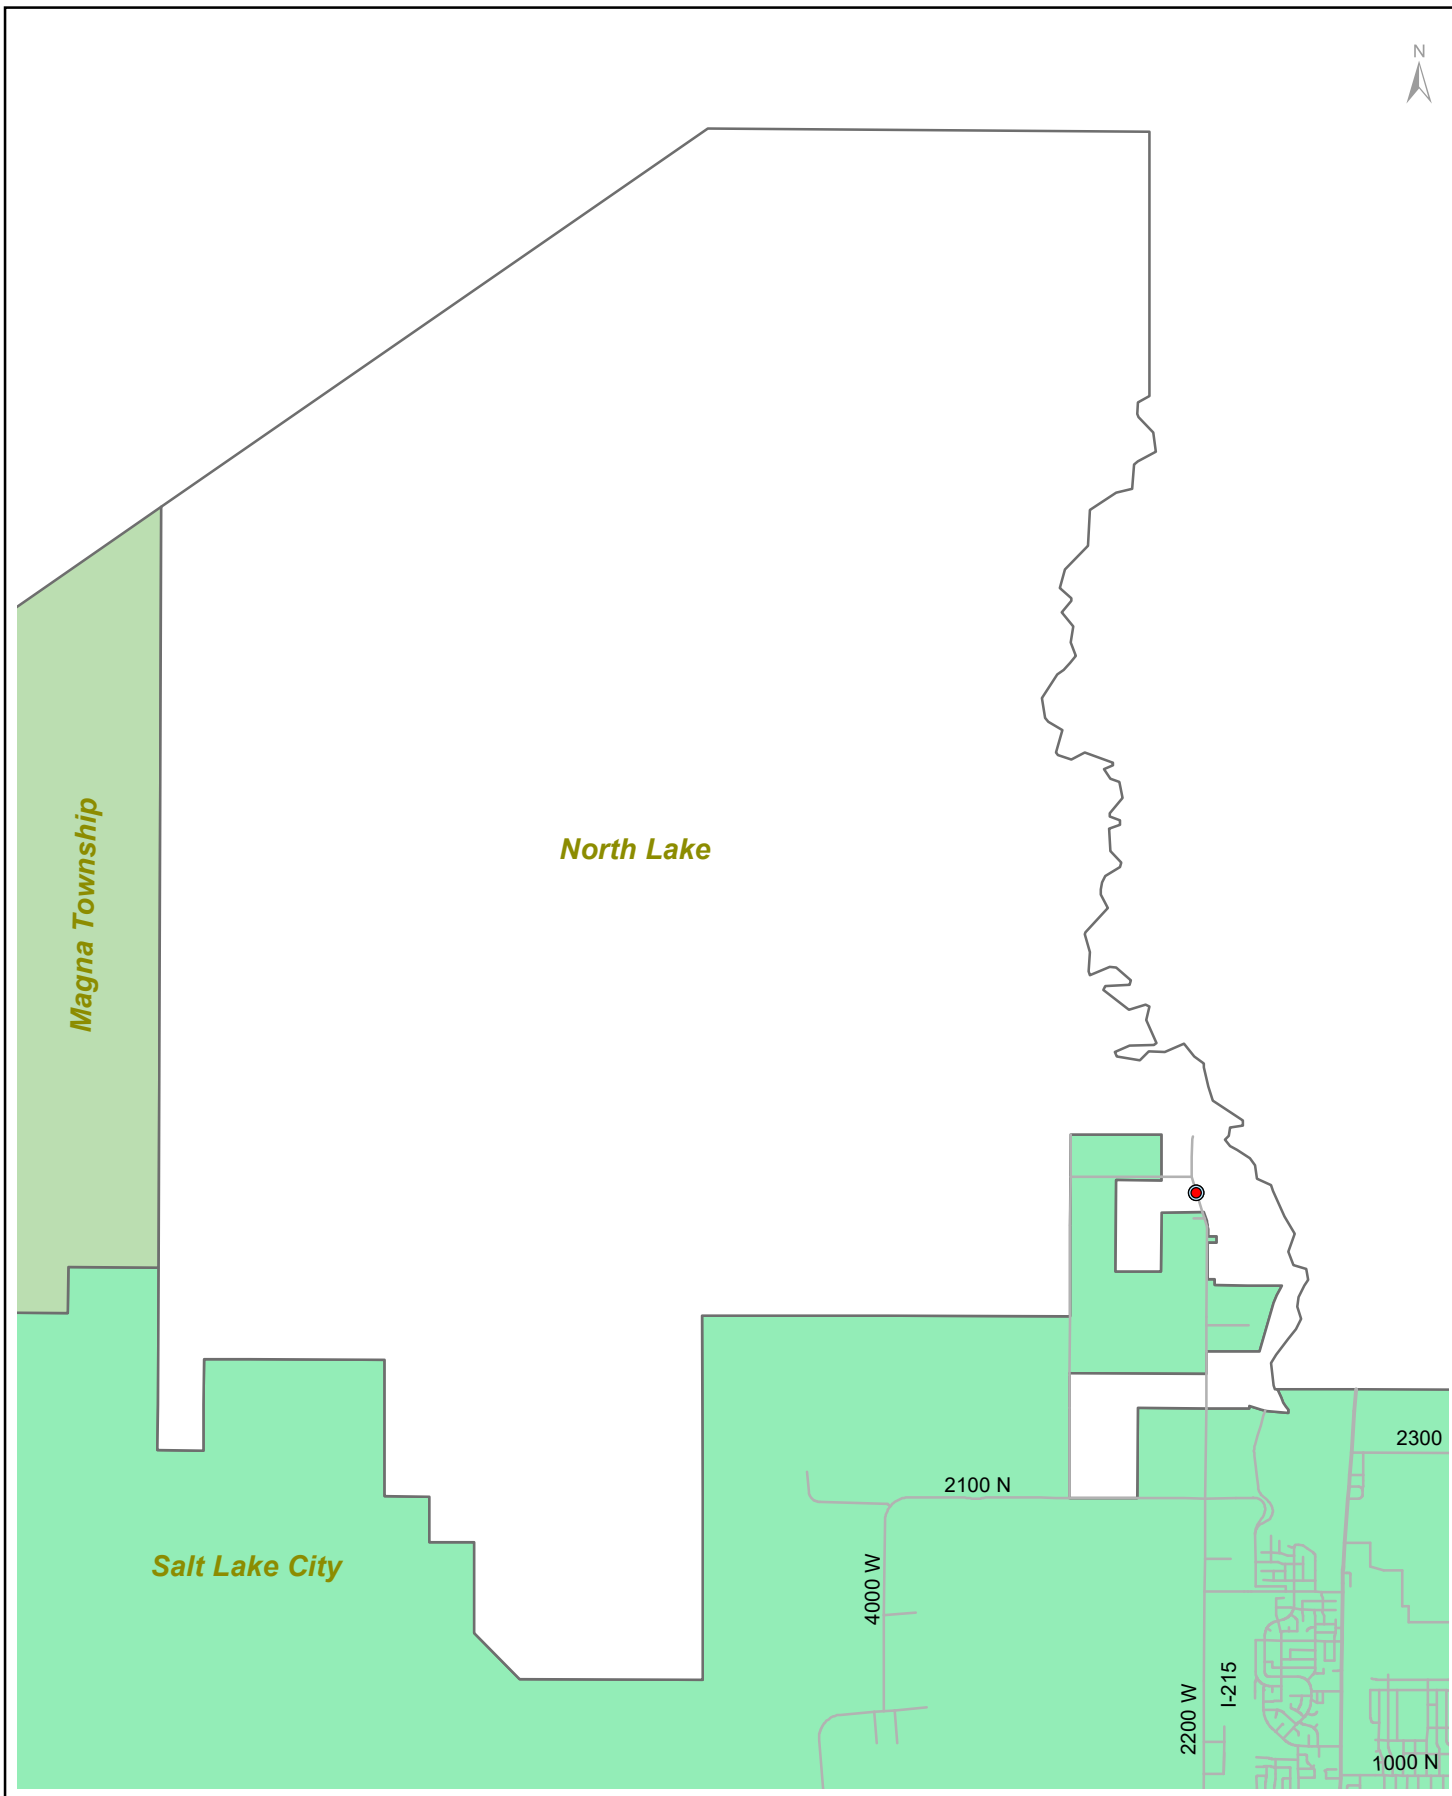 N
North Lake
Magna Township
2300
2100 N
Salt Lake City
4000 W
I-215
2200 W
1000 N